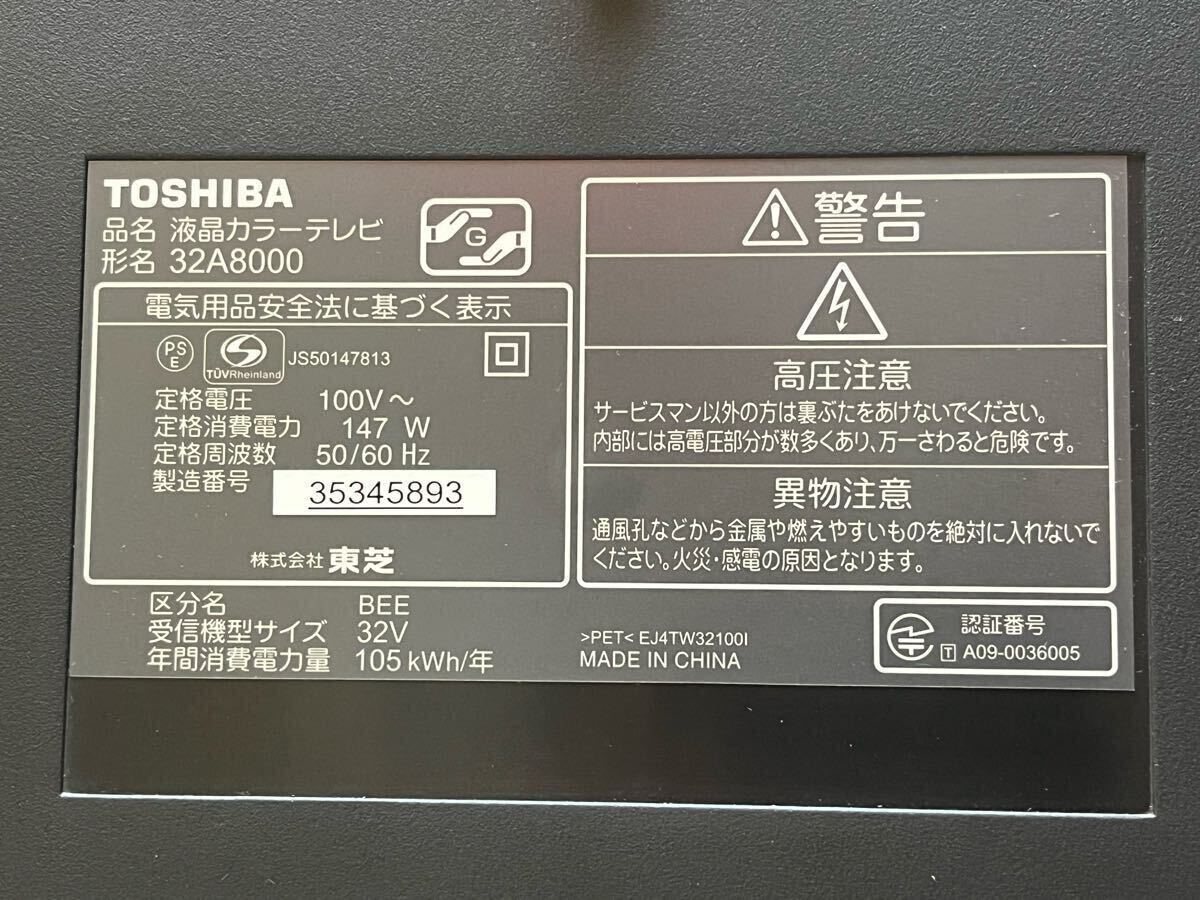 TOSHIBA
品名 液晶カラーテレビ
形名 32A8000
G
電気用品安全法に基づく表示
PSE
TÜVRheinland
JS50147813
定格電圧 100V～
定格消費電力 147 W
定格周波数 50/60 Hz
製造番号 35345893
株式会社 東芝
区分名 BEE
受信機型サイズ 32V
年間消費電力量 105 kWh/年
警告
高圧注意
サービスマン以外の方は裏ぶたをあけないでください。
内部には高電圧部分が数多くあり、万一さわると危険です。
異物注意
通風孔などから金属や燃えやすいものを絶対に入れないで
ください。火災・感電の原因となります。
>PET< EJ4TW32100I
MADE IN CHINA
認証番号
T A09-0036005